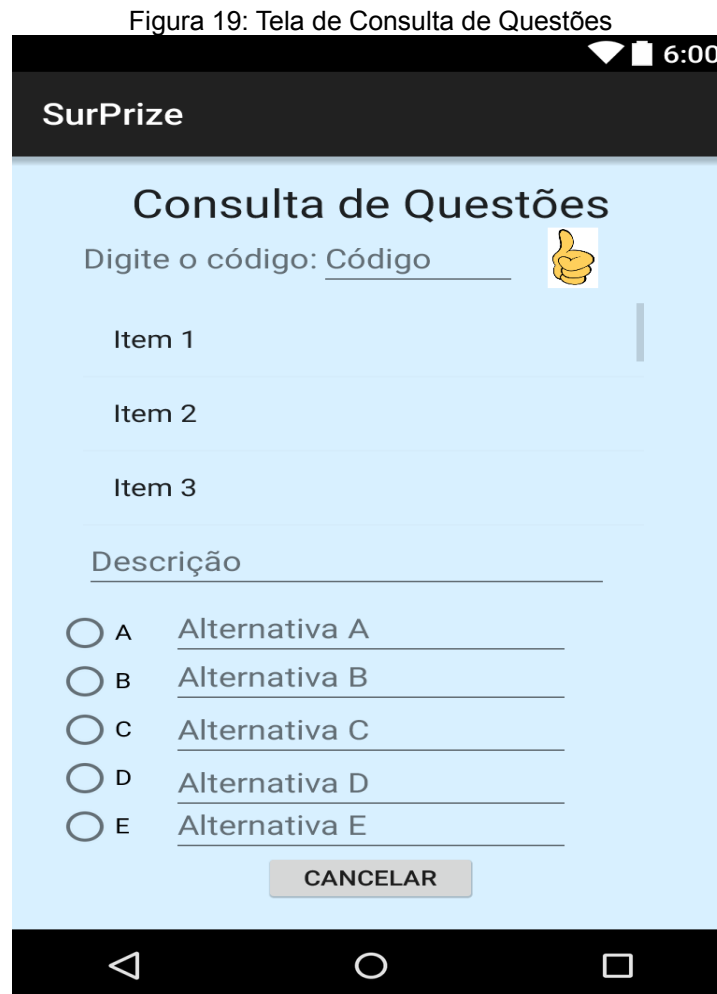 Figura 19: Tela de Consulta de Questões
6:00
SurPrize
Consulta de Questões
Digite o código: Código
Item 1
Item 2
Item 3
Descrição
A Alternativa A
B Alternativa B
C Alternativa C
D Alternativa D
E Alternativa E
CANCELAR